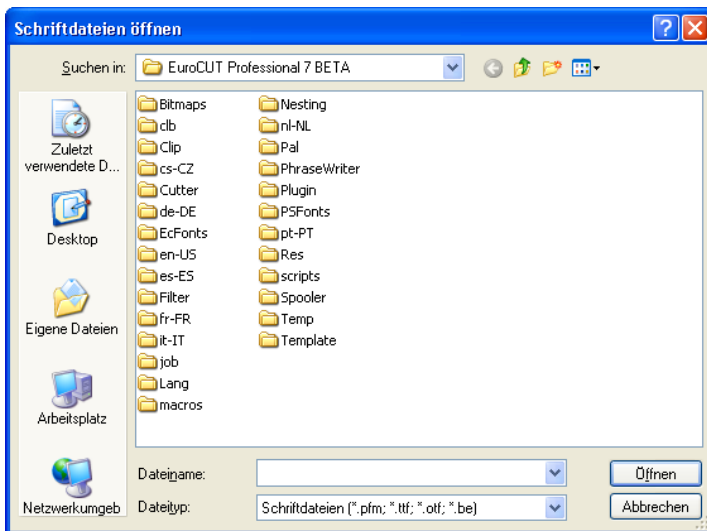 Schriftdateien öffnen
Suchen in:
EuroCUT Professional 7 BETA
Zuletzt
verwendete D...
Desktop
Eigene Dateien
Arbeitsplatz
Netzwerkumgeb
Bitmaps
clb
Clip
cs-CZ
Cutter
de-DE
EcFonts
en-US
es-ES
Filter
fr-FR
it-IT
job
Lang
macros
Nesting
nl-NL
Pal
PhraseWriter
Plugin
PSFonts
pt-PT
Res
scripts
Spooler
Temp
Template
Dateiname:
Öffnen
Dateityp:
Schriftdateien (*.pfm; *.ttf; *.otf; *.be)
Abbrechen